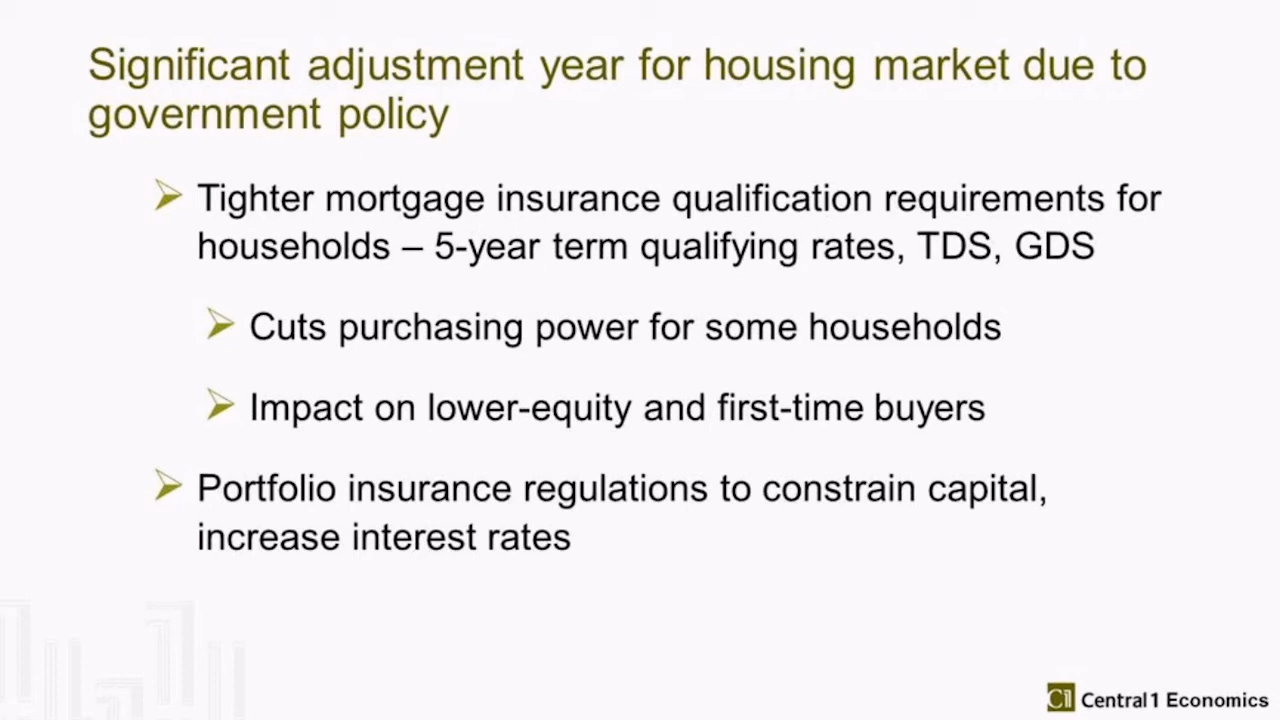 Significant adjustment year for housing market due to
government policy
Tighter mortgage insurance qualification requirements for
households – 5-year term qualifying rates, TDS, GDS
Cuts purchasing power for some households
Impact on lower-equity and first-time buyers
Portfolio insurance regulations to constrain capital,
increase interest rates
C1 Central 1 Economics